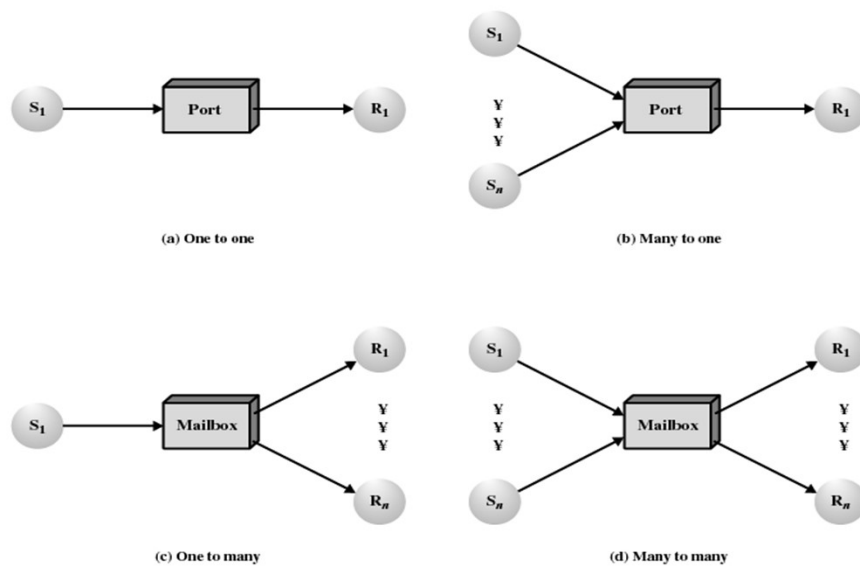 S1
Port
R1
(a) One to one
S1
¥
¥
¥
Sn
Port
R1
(b) Many to one
S1
Mailbox
R1
¥
¥
¥
Rn
(c) One to many
S1
¥
¥
¥
Sn
Mailbox
R1
¥
¥
¥
Rn
(d) Many to many